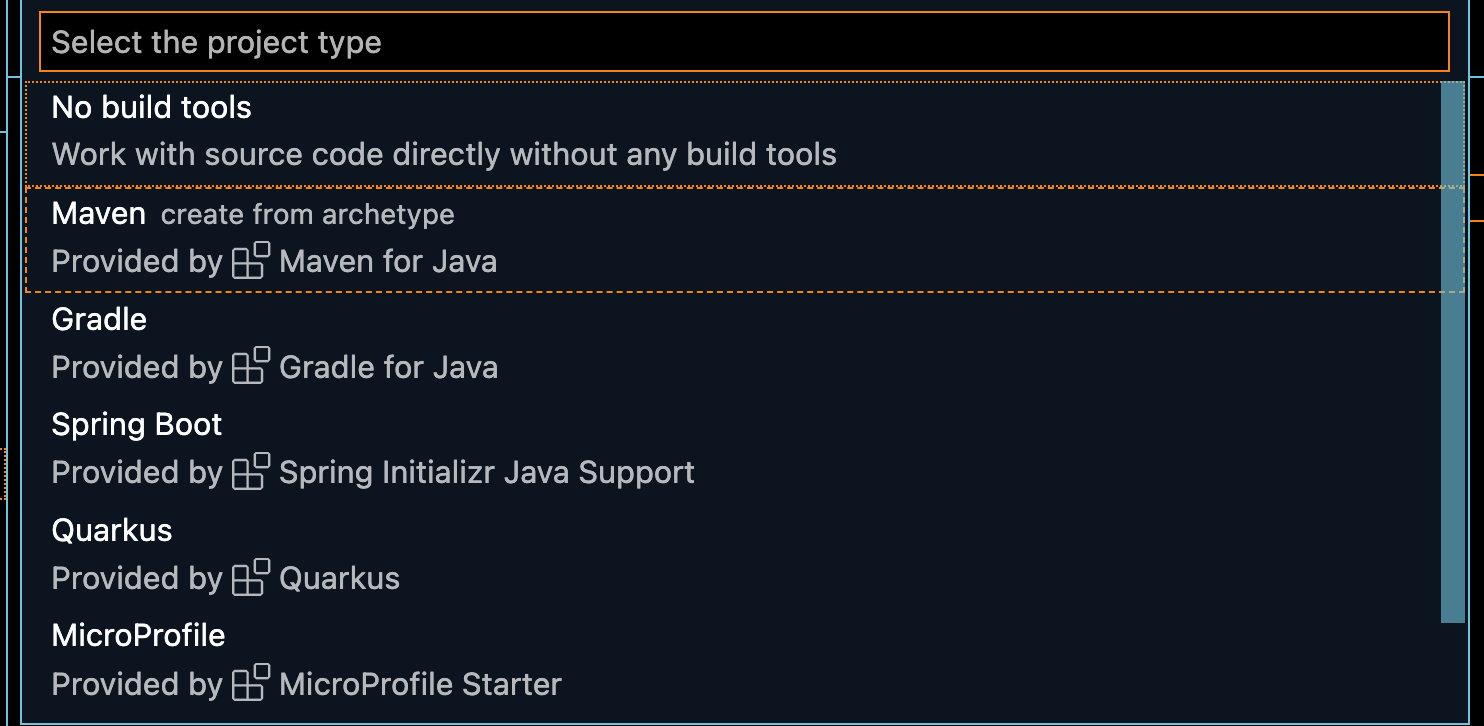 Select the project type
No build tools
Work with source code directly without any build tools
Maven create from archetype
Provided by Maven for Java
Gradle
Provided by Gradle for Java
Spring Boot
Provided by Spring Initializr Java Support
Quarkus
Provided by Quarkus
MicroProfile
Provided by MicroProfile Starter